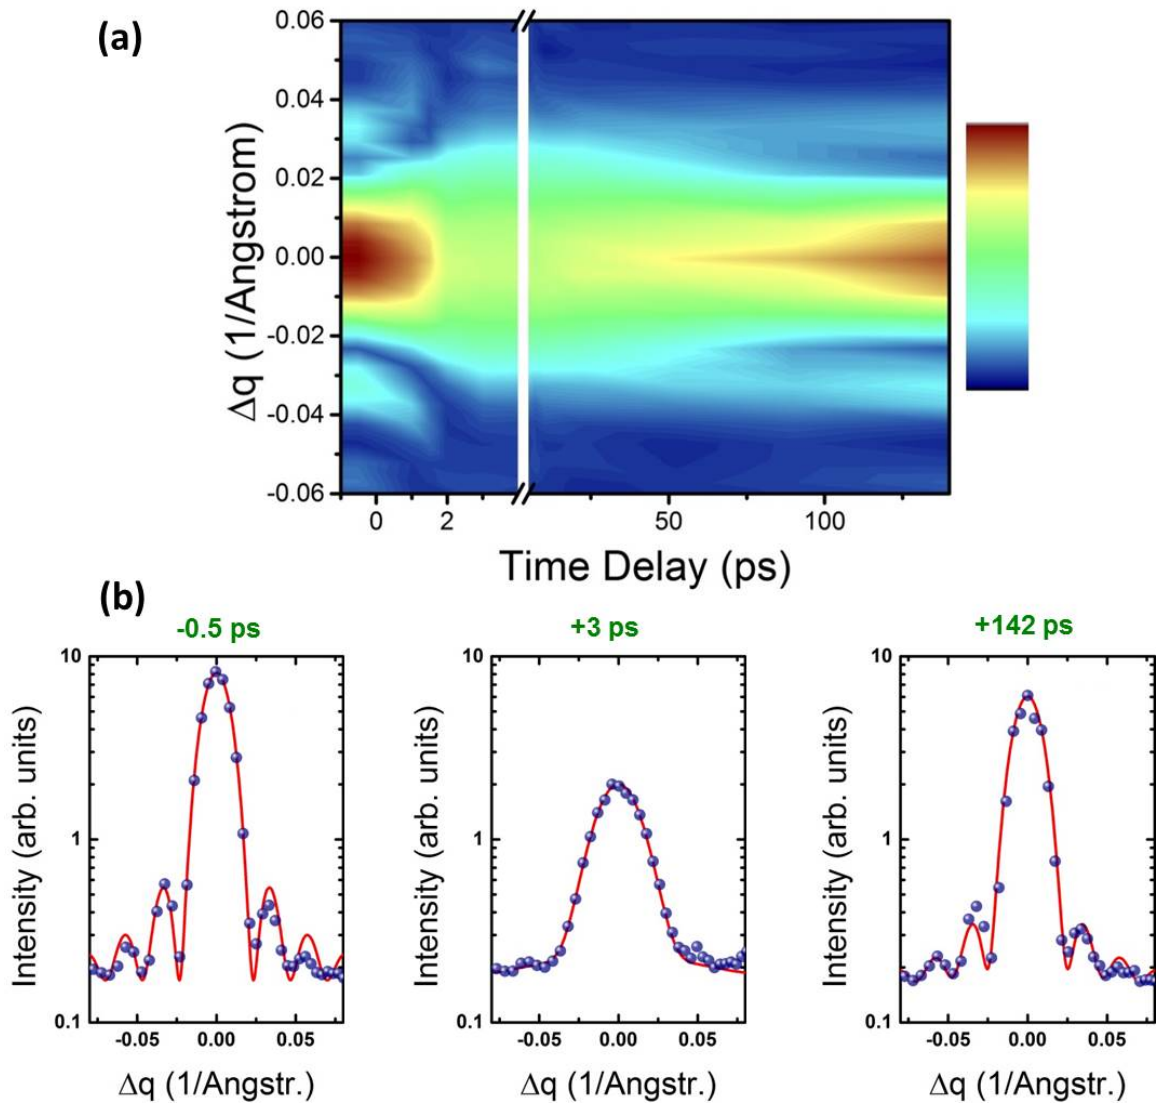 (a)
0.06
0.04
0.02
0.00
-0.02
-0.04
-0.06
Δq (1/Angstrom)
0 2 50 100
Time Delay (ps)
(b)
-0.5 ps
+3 ps
+142 ps
10
1
0.1
Intensity (arb. units)
-0.05 0.00 0.05
Δq (1/Angstr.)
10
1
0.1
Intensity (arb. units)
-0.05 0.00 0.05
Δq (1/Angstr.)
10
1
0.1
Intensity (arb. units)
-0.05 0.00 0.05
Δq (1/Angstr.)